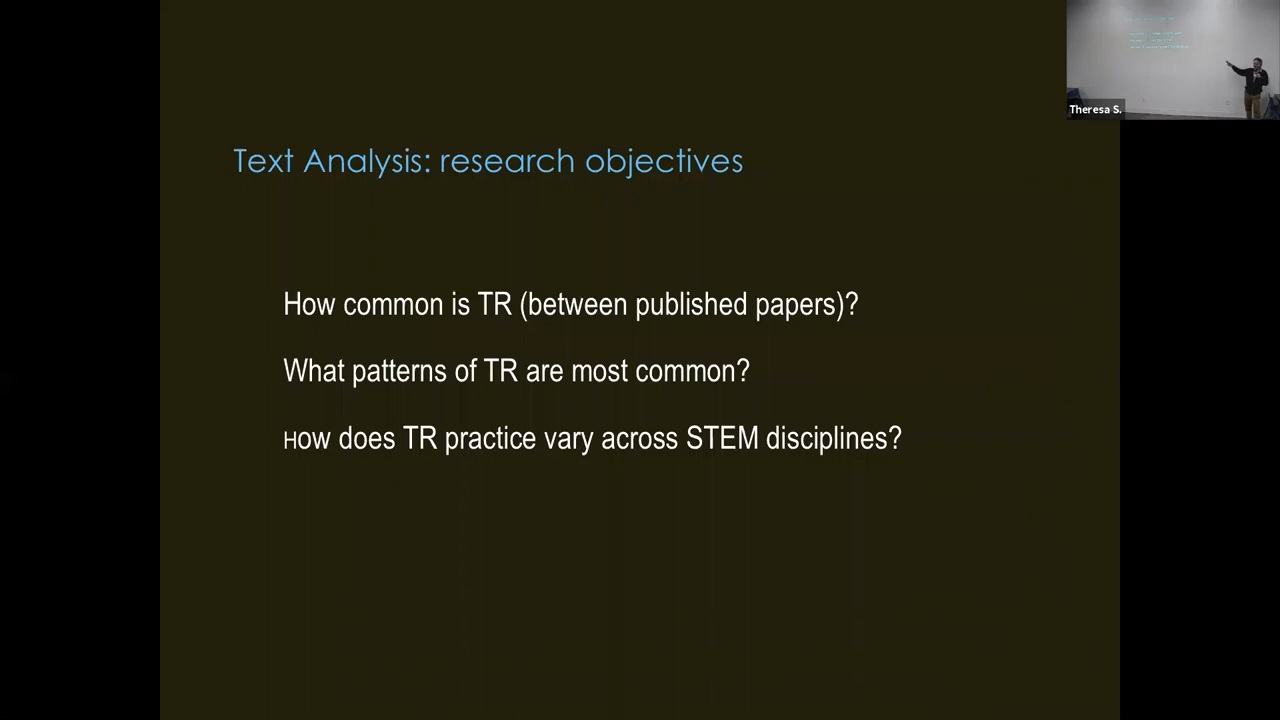 Theresa S.
Text Analysis: research objectives
How common is TR (between published papers)?
What patterns of TR are most common?
How does TR practice vary across STEM disciplines?